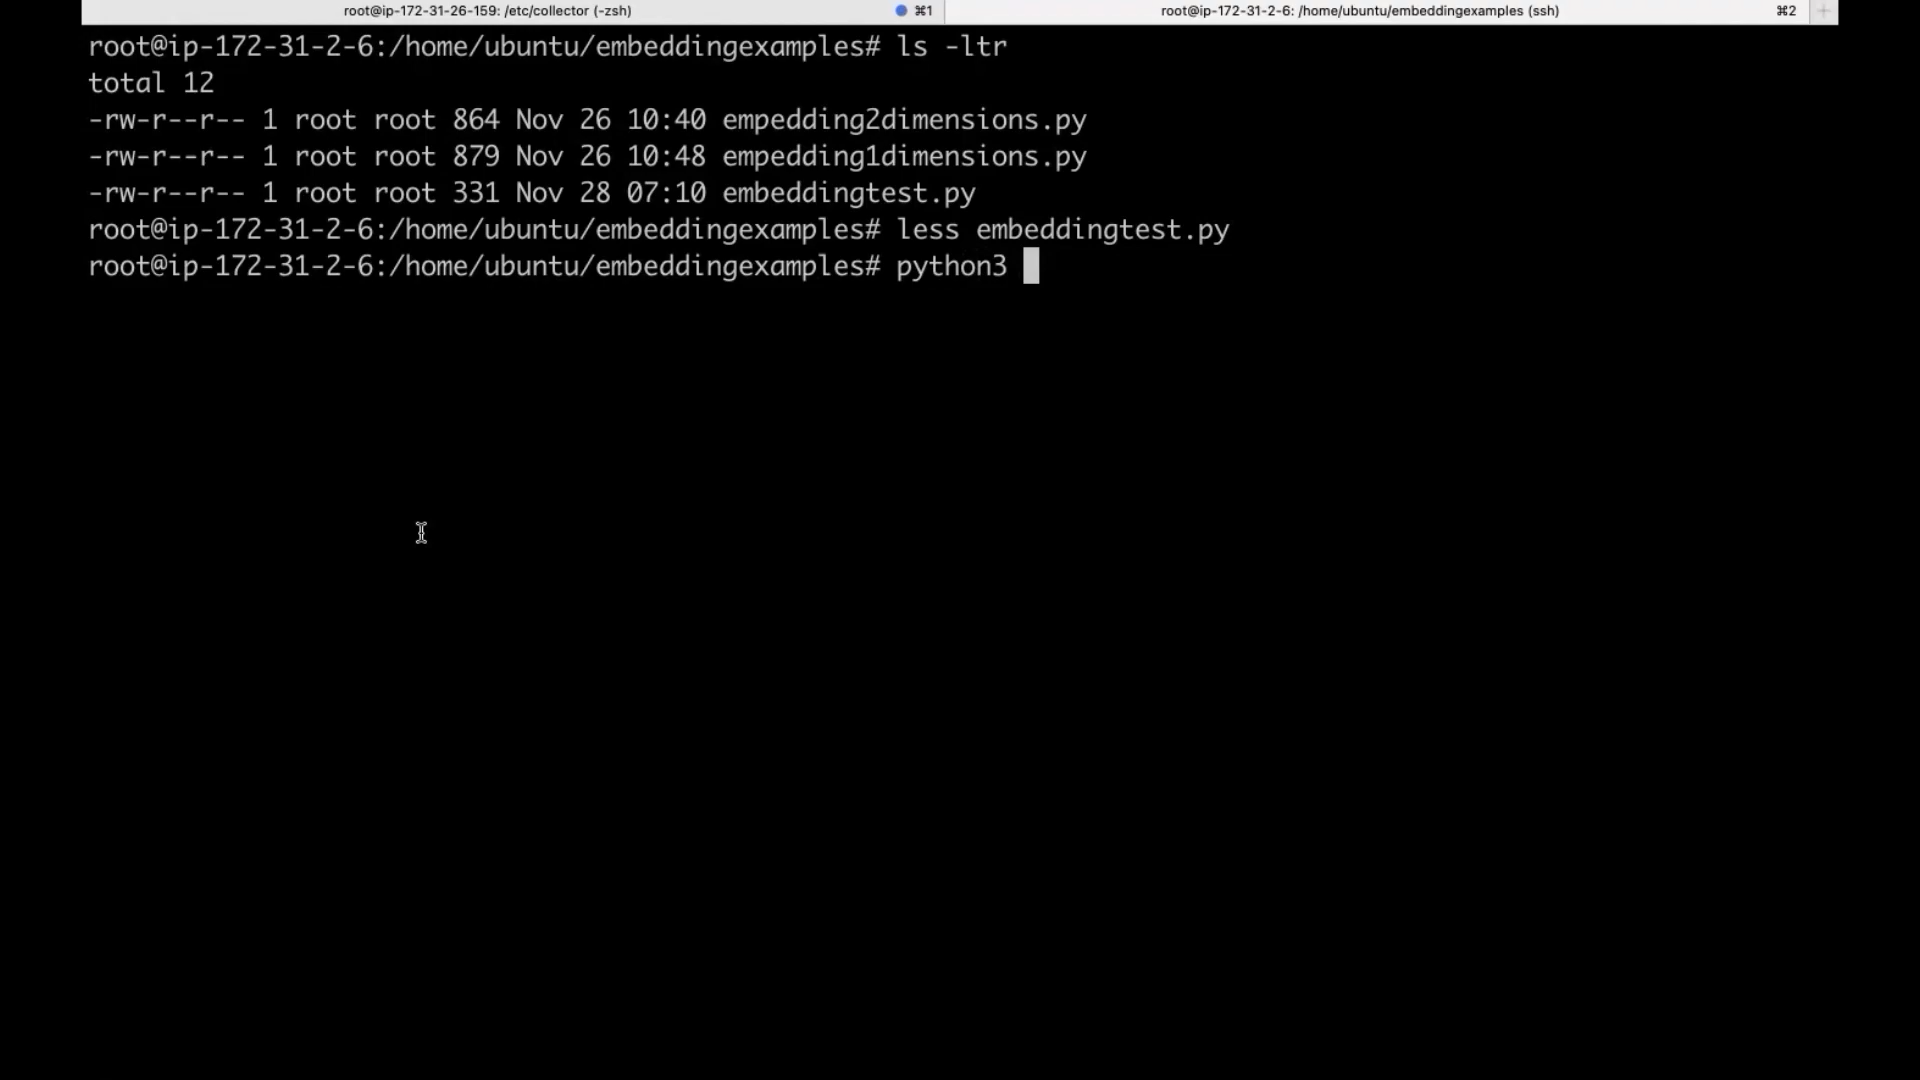 root@ip-172-31-26-159: /etc/collector (-zsh) ⌘1 root@ip-172-31-2-6: /home/ubuntu/embeddingexamples (ssh) ⌘2 +
root@ip-172-31-2-6:/home/ubuntu/embeddingexamples# ls -ltr
total 12
-rw-r--r-- 1 root root 864 Nov 26 10:40 empedding2dimensions.py
-rw-r--r-- 1 root root 879 Nov 26 10:48 empedding1dimensions.py
-rw-r--r-- 1 root root 331 Nov 28 07:10 embeddingtest.py
root@ip-172-31-2-6:/home/ubuntu/embeddingexamples# less embeddingtest.py
root@ip-172-31-2-6:/home/ubuntu/embeddingexamples# python3